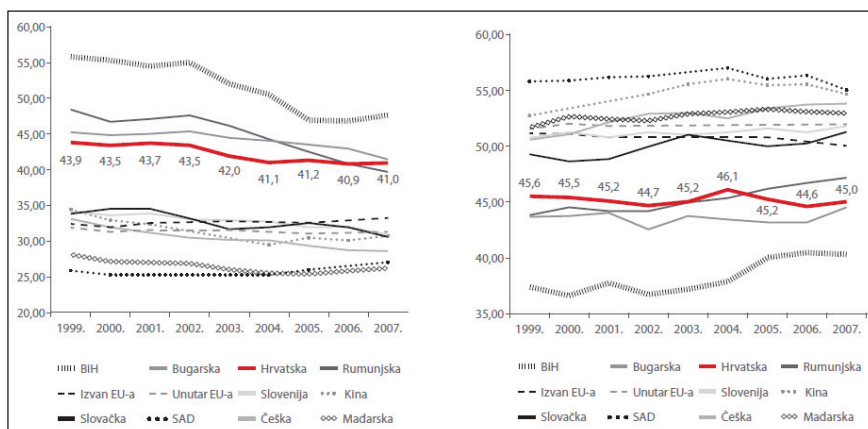 60,00
55,00
50,00
45,00
40,00
35,00
30,00
25,00
20,00
43,9 43,5 43,7 43,5 42,0 41,1 41,2 40,9 41,0
1999. 2000. 2001. 2002. 2003. 2004. 2005. 2006. 2007.
BiH Bugarska Hrvatska Rumunjska
Izvan EU-a Unutar EU-a Slovenija Kina
Slovačka SAD Češka Mađarska
60,00
55,00
50,00
45,00
40,00
35,00
45,6 45,5 45,2 44,7 45,2 46,1 45,2 44,6 45,0
1999. 2000. 2001. 2002. 2003. 2004. 2005. 2006. 2007.
BiH Bugarska Hrvatska Rumunjska
Izvan EU-a Unutar EU-a Slovenija Kina
Slovačka SAD Češka Mađarska